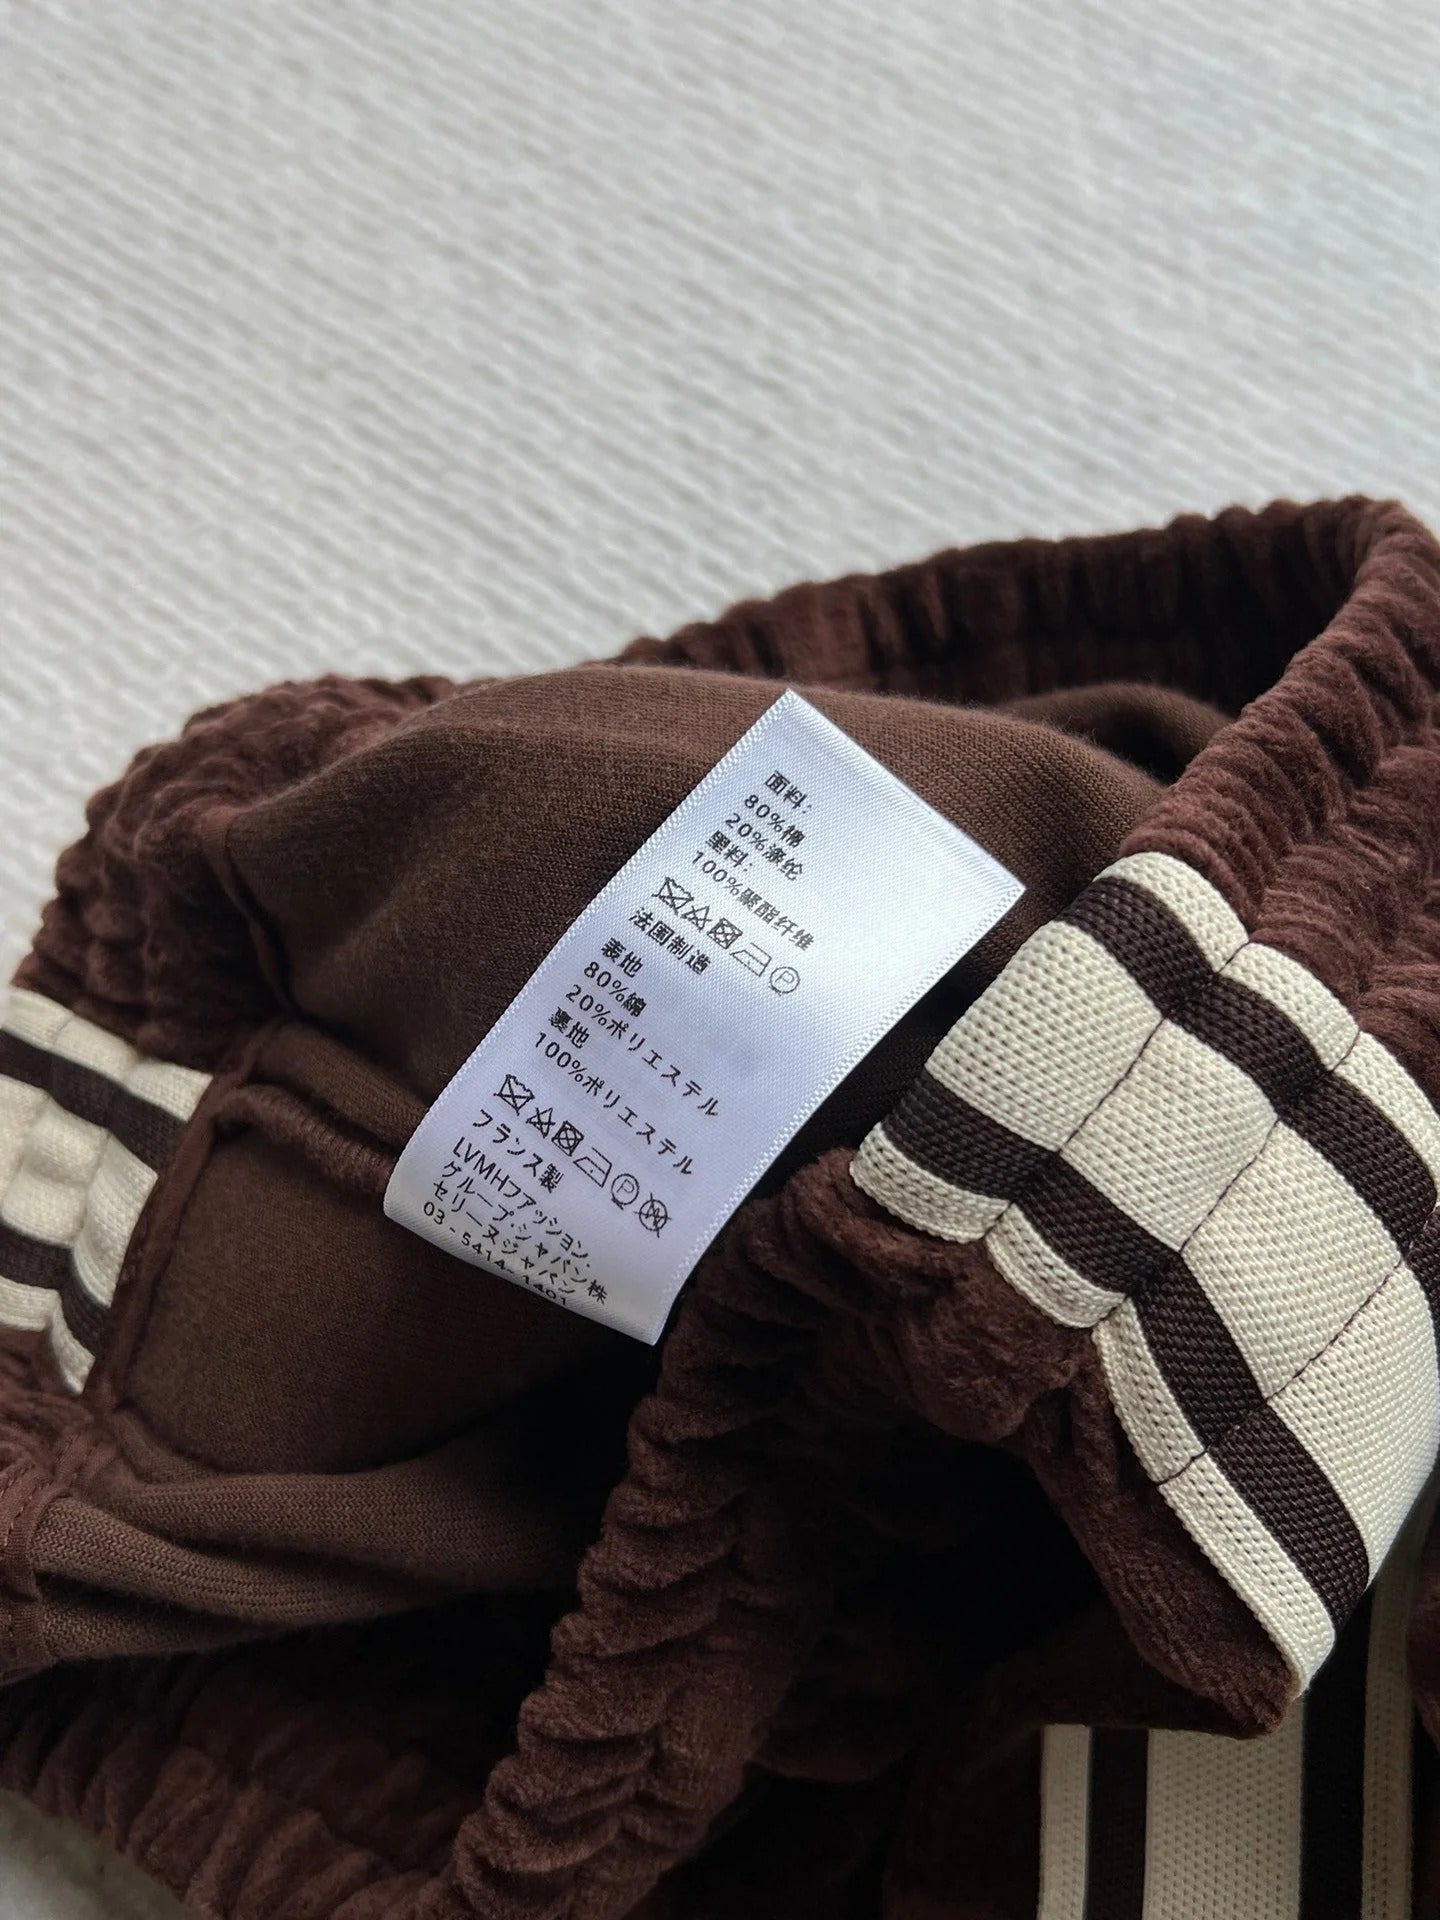 面料:
80%棉
20%涤纶
里料:
100%聚酯纤维
法国制造
表地
80%綿
20%ポリエステル
裏地
100%ポリエステル
フランス製
LVMHファッション・
グループ・ジャパン株
セリーヌジャパン
03-5414-1401